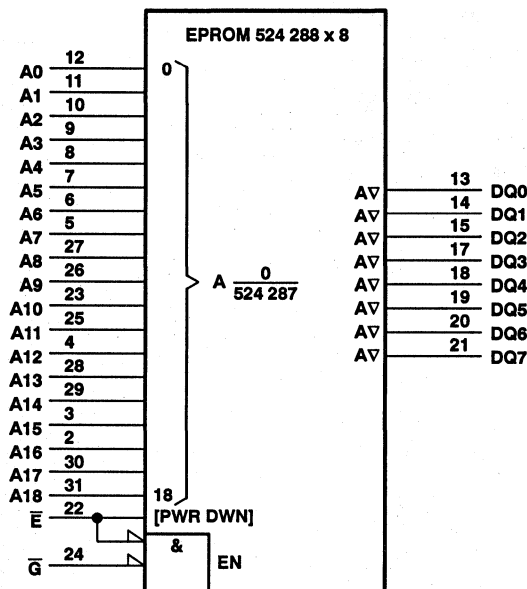 EPROM 524 288 x 8
A0 12 0
A1 11
A2 10
A3 9
A4 8
A5 7
A6 6
A7 5
A8 27
A9 26
A10 23
A11 25
A12 4
A13 28
A14 29
A15 3
A16 2
A17 30
A18 31 18
E 22 [PWR DWN]
G 24 & EN
A 0
524 287
A▽ 13 DQ0
A▽ 14 DQ1
A▽ 15 DQ2
A▽ 17 DQ3
A▽ 18 DQ4
A▽ 19 DQ5
A▽ 20 DQ6
A▽ 21 DQ7